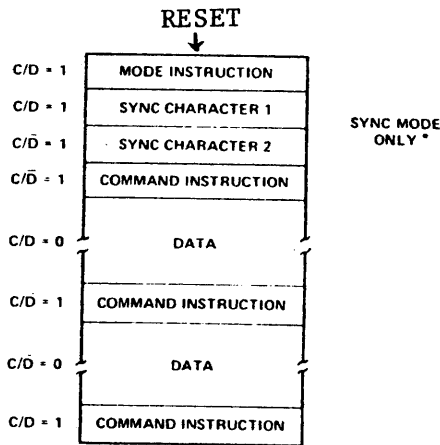 RESET
C/D = 1 MODE INSTRUCTION
C/D = 1 SYNC CHARACTER 1
SYNC MODE
ONLY *
C/D̄ = 1 SYNC CHARACTER 2
C/D̄ = 1 COMMAND INSTRUCTION
C/D = 0 DATA
C/D = 1 COMMAND INSTRUCTION
C/D = 0 DATA
C/D = 1 COMMAND INSTRUCTION